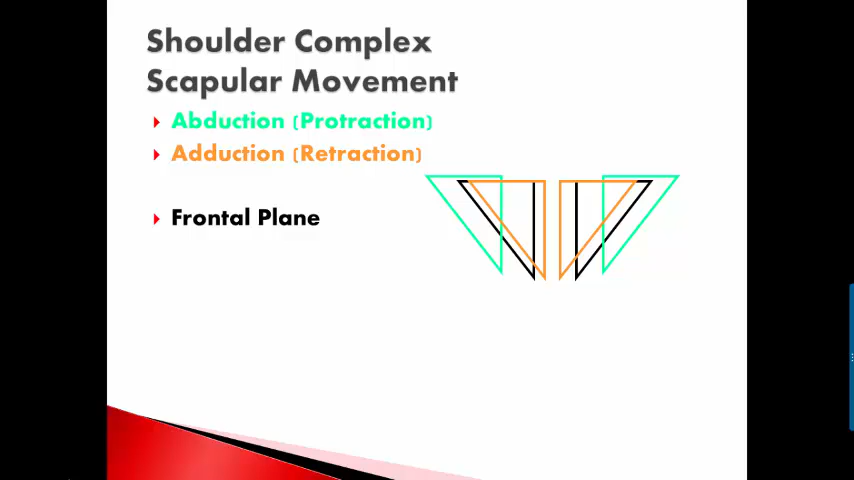 Shoulder Complex
Scapular Movement
Abduction (Protraction)
Adduction (Retraction)
Frontal Plane